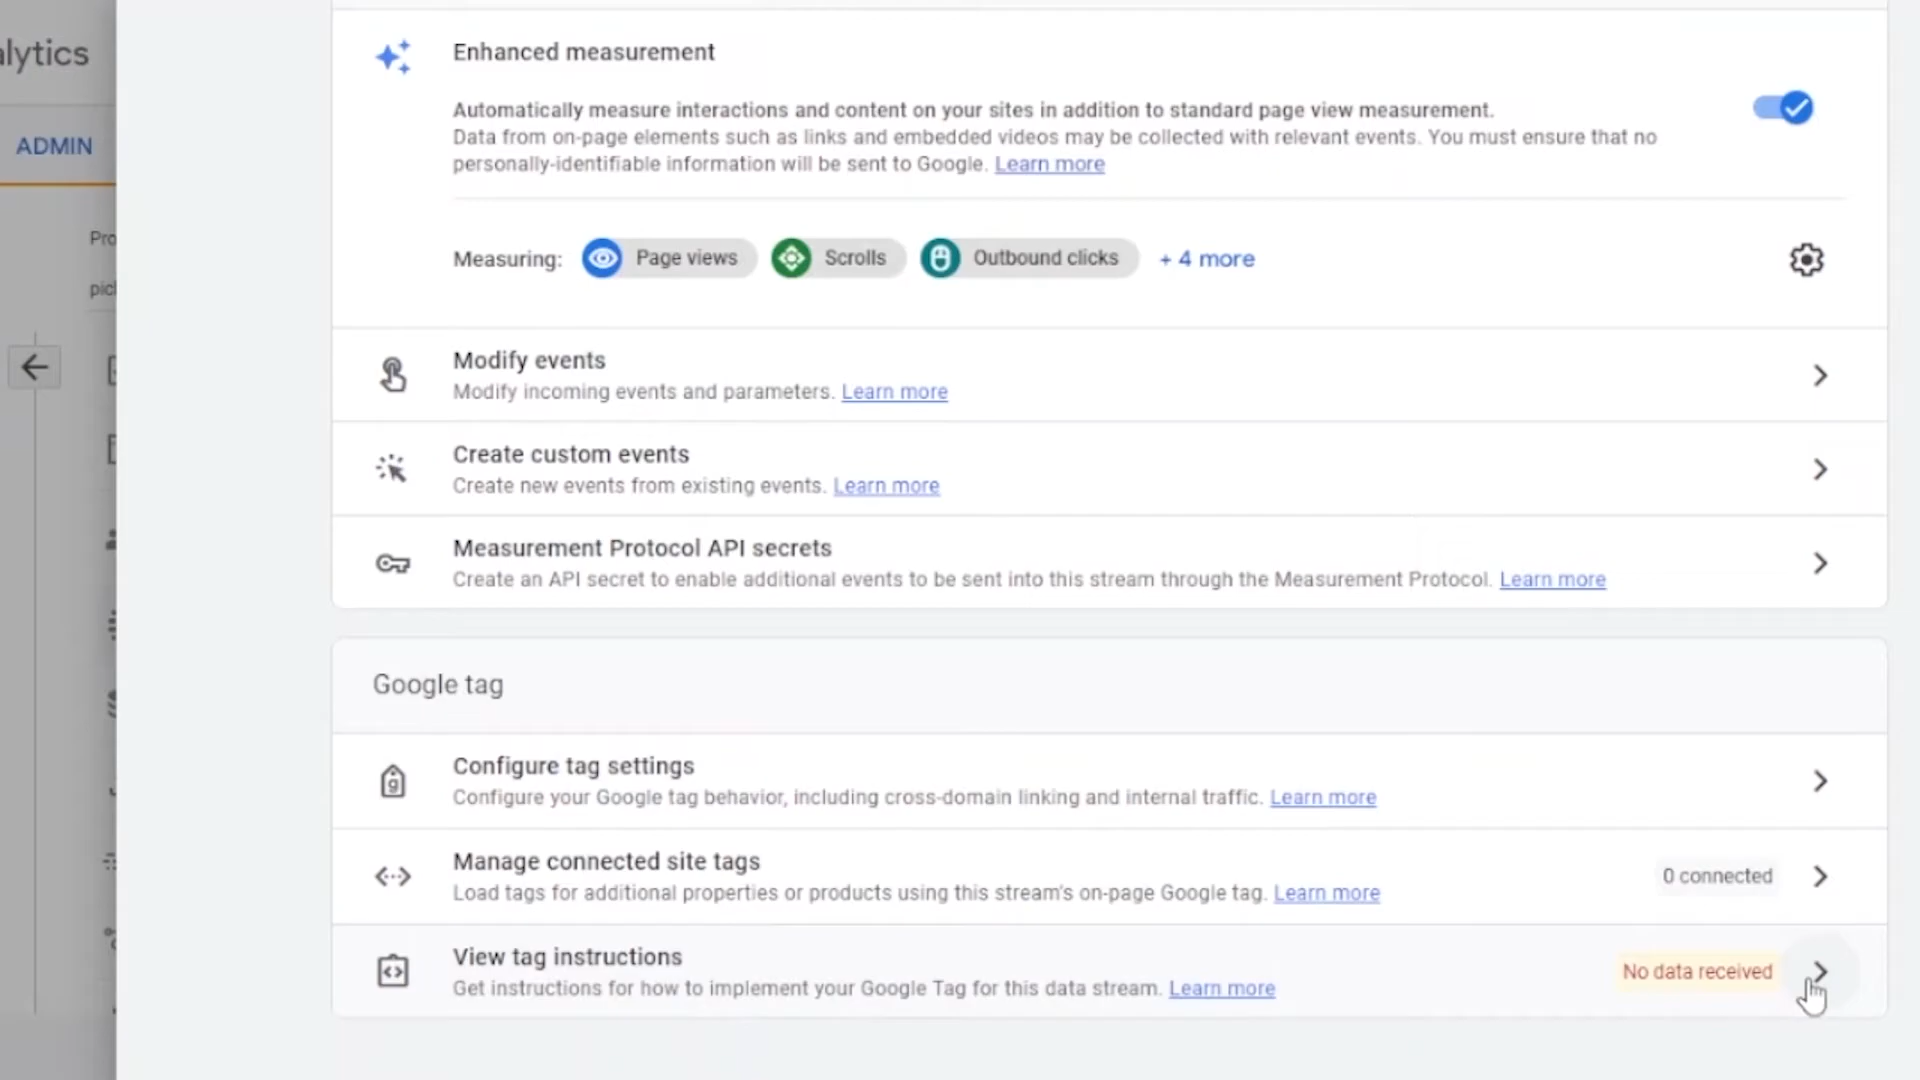 alytics
ADMIN
Pro
pic
Enhanced measurement
Automatically measure interactions and content on your sites in addition to standard page view measurement.
Data from on-page elements such as links and embedded videos may be collected with relevant events. You must ensure that no
personally-identifiable information will be sent to Google. Learn more
Measuring: Page views Scrolls Outbound clicks + 4 more
Modify events
Modify incoming events and parameters. Learn more
Create custom events
Create new events from existing events. Learn more
Measurement Protocol API secrets
Create an API secret to enable additional events to be sent into this stream through the Measurement Protocol. Learn more
Google tag
Configure tag settings
Configure your Google tag behavior, including cross-domain linking and internal traffic. Learn more
Manage connected site tags
Load tags for additional properties or products using this stream's on-page Google tag. Learn more
0 connected
View tag instructions
Get instructions for how to implement your Google Tag for this data stream. Learn more
No data received